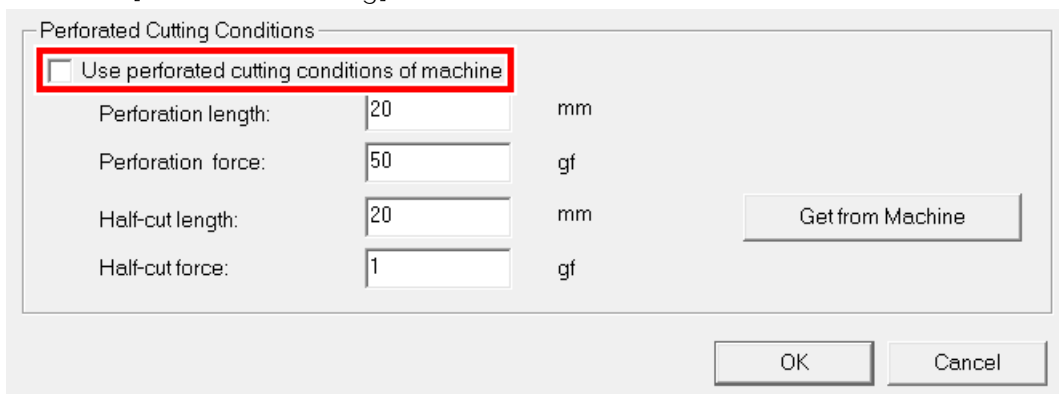 Perforated Cutting Conditions
Use perforated cutting conditions of machine
Perforation length: 20 mm
Perforation force: 50 gf
Half-cut length: 20 mm Get from Machine
Half-cut force: 1 gf
OK Cancel